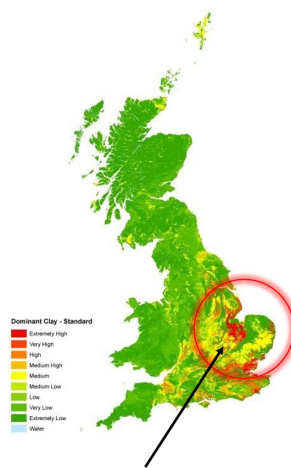 Dominant Clay - Standard
Extremely High
Very High
High
Medium High
Medium
Medium Low
Low
Very Low
Extremely Low
Water